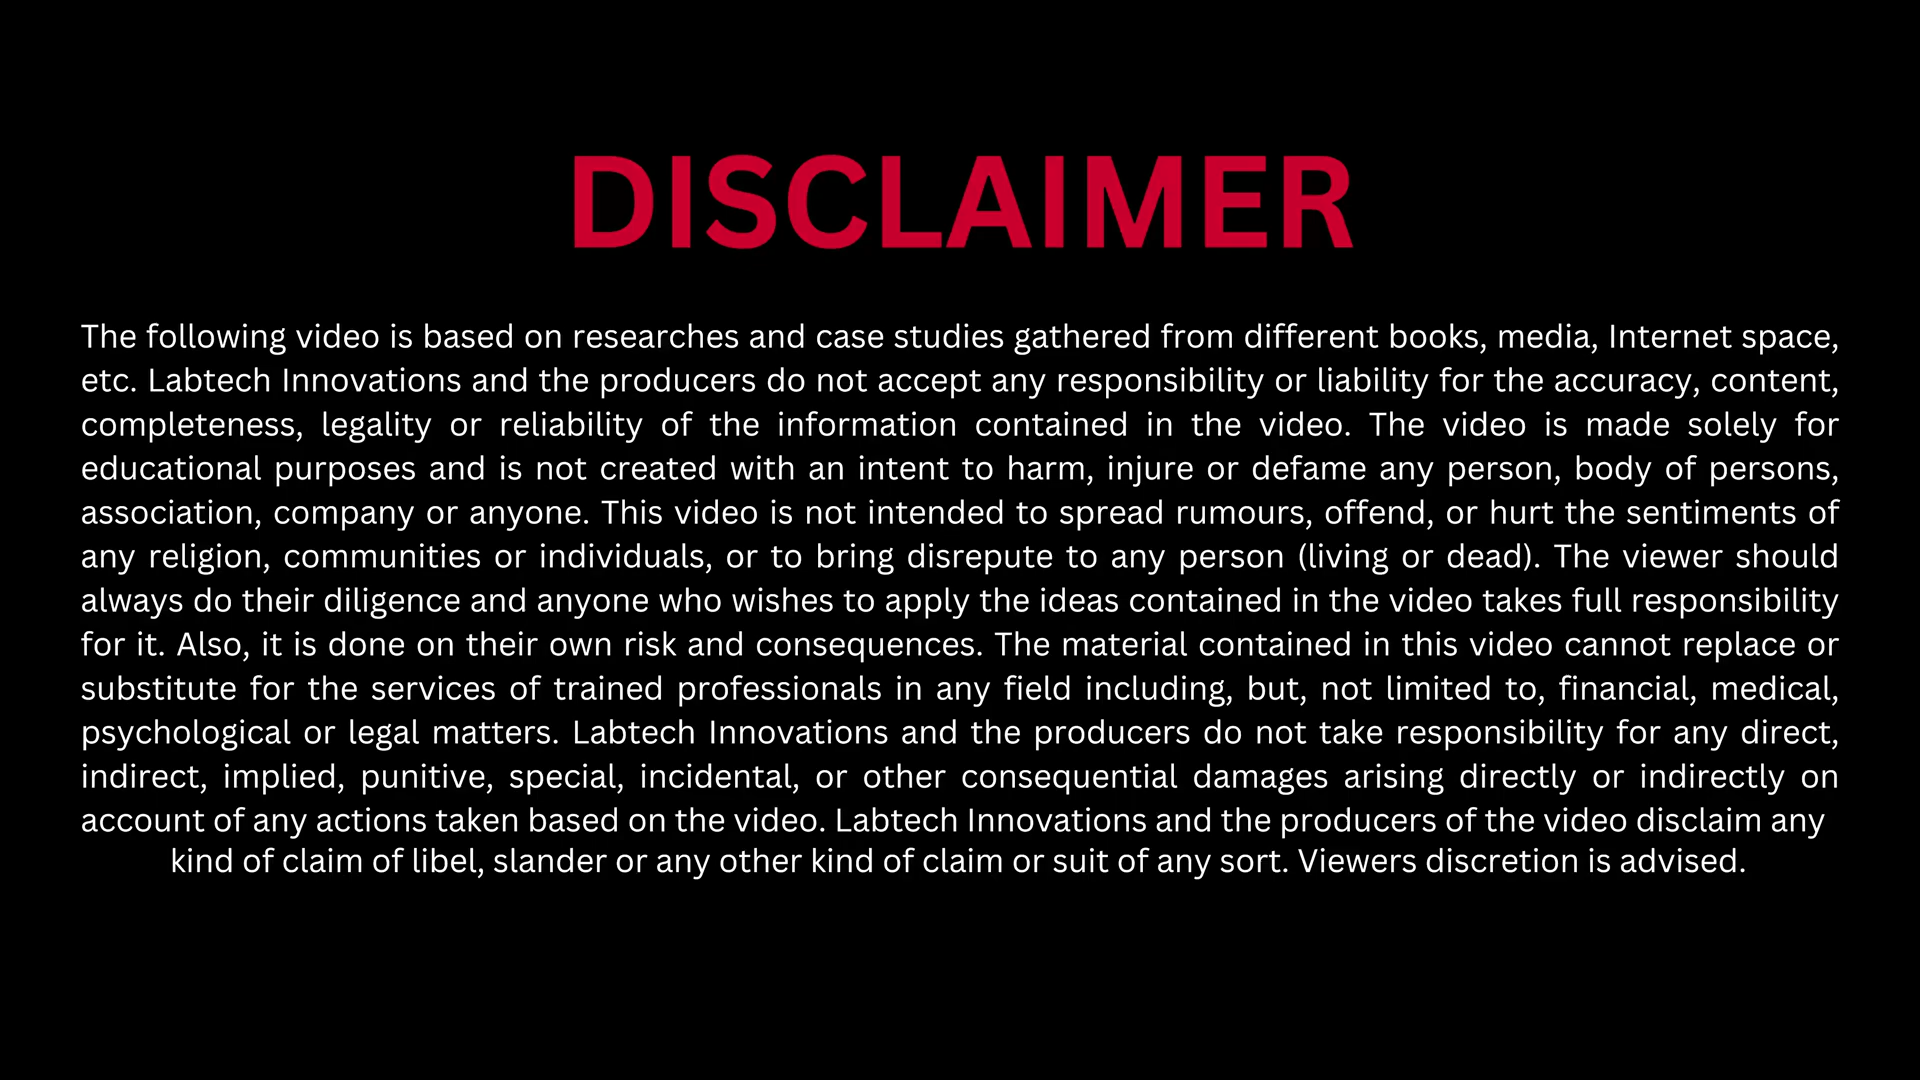 DISCLAIMER
The following video is based on researches and case studies gathered from different books, media, Internet space,
etc. Labtech Innovations and the producers do not accept any responsibility or liability for the accuracy, content,
completeness, legality or reliability of the information contained in the video. The video is made solely for
educational purposes and is not created with an intent to harm, injure or defame any person, body of persons,
association, company or anyone. This video is not intended to spread rumours, offend, or hurt the sentiments of
any religion, communities or individuals, or to bring disrepute to any person (living or dead). The viewer should
always do their diligence and anyone who wishes to apply the ideas contained in the video takes full responsibility
for it. Also, it is done on their own risk and consequences. The material contained in this video cannot replace or
substitute for the services of trained professionals in any field including, but, not limited to, financial, medical,
psychological or legal matters. Labtech Innovations and the producers do not take responsibility for any direct,
indirect, implied, punitive, special, incidental, or other consequential damages arising directly or indirectly on
account of any actions taken based on the video. Labtech Innovations and the producers of the video disclaim any
kind of claim of libel, slander or any other kind of claim or suit of any sort. Viewers discretion is advised.